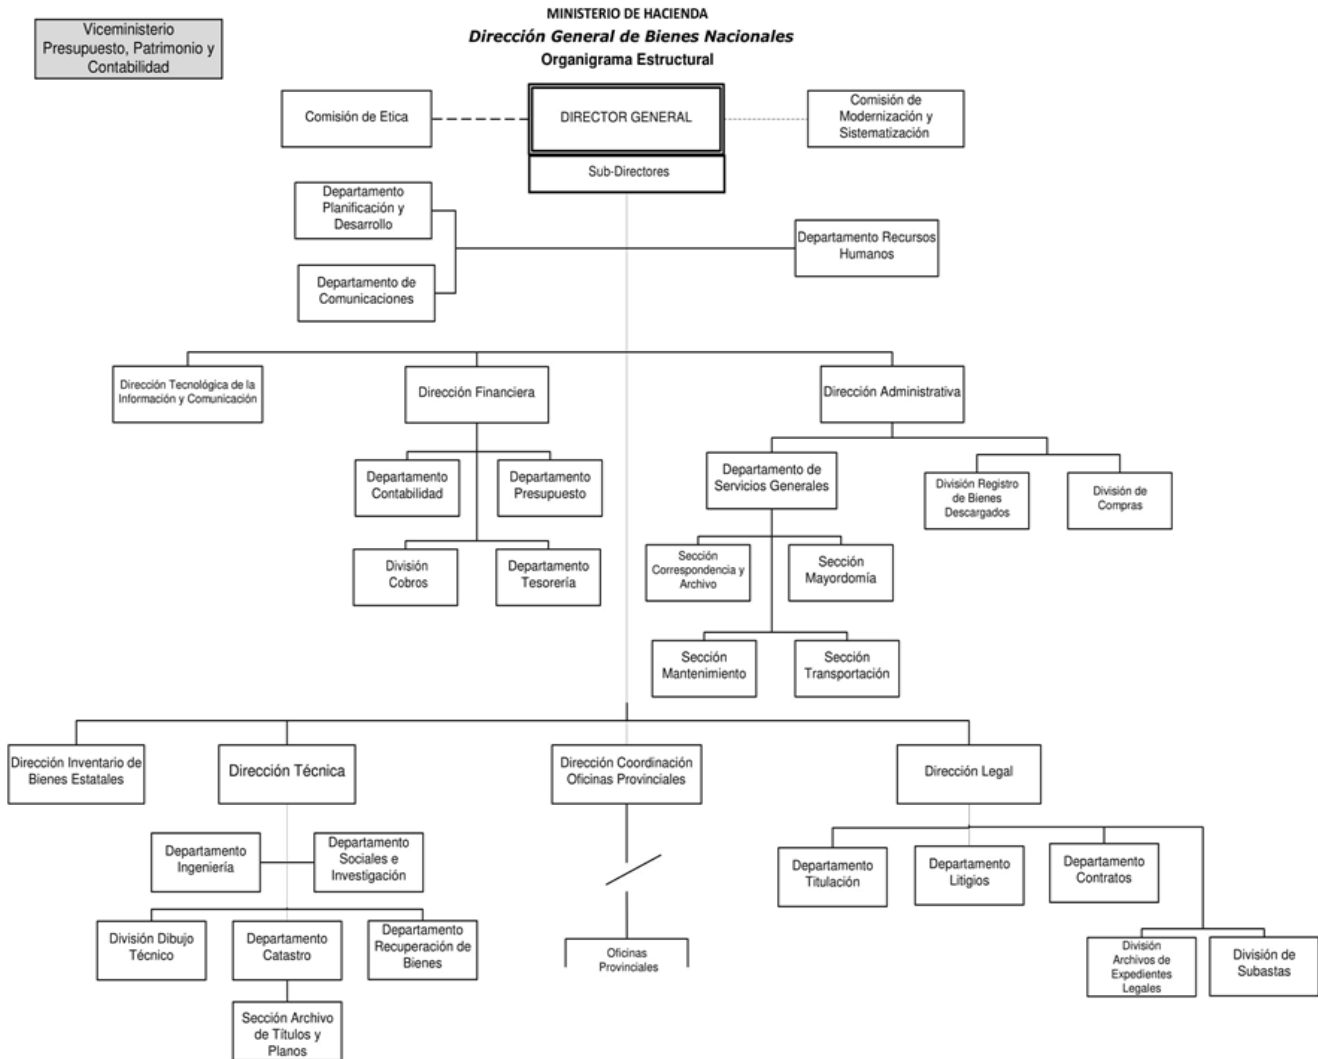 Viceministerio
Presupuesto, Patrimonio y
Contabilidad
MINISTERIO DE HACIENDA
Dirección General de Bienes Nacionales
Organigrama Estructural
Comisión de Etica
DIRECTOR GENERAL
Comisión de
Modernización y
Sistematización
Sub-Directores
Departamento
Planificación y
Desarrollo
Departamento Recursos
Humanos
Departamento de
Comunicaciones
Dirección Tecnológica de la
Información y Comunicación
Dirección Financiera
Dirección Administrativa
Departamento
Contabilidad
Departamento
Presupuesto
Departamento de
Servicios Generales
División Registro
de Bienes
Descargados
División de
Compras
División
Cobros
Departamento
Tesorería
Sección
Correspondencia y
Archivo
Sección
Mayordomía
Sección
Mantenimiento
Sección
Transportación
Dirección Inventario de
Bienes Estatales
Dirección Técnica
Dirección Coordinación
Oficinas Provinciales
Dirección Legal
Departamento
Ingeniería
Departamento
Sociales e
Investigación
Departamento
Titulación
Departamento
Litigios
Departamento
Contratos
División Dibujo
Técnico
Departamento
Catastro
Departamento
Recuperación de
Bienes
Oficinas
Provinciales
División
Archivos de
Expedientes
Legales
División de
Subastas
Sección Archivo
de Títulos y
Planos